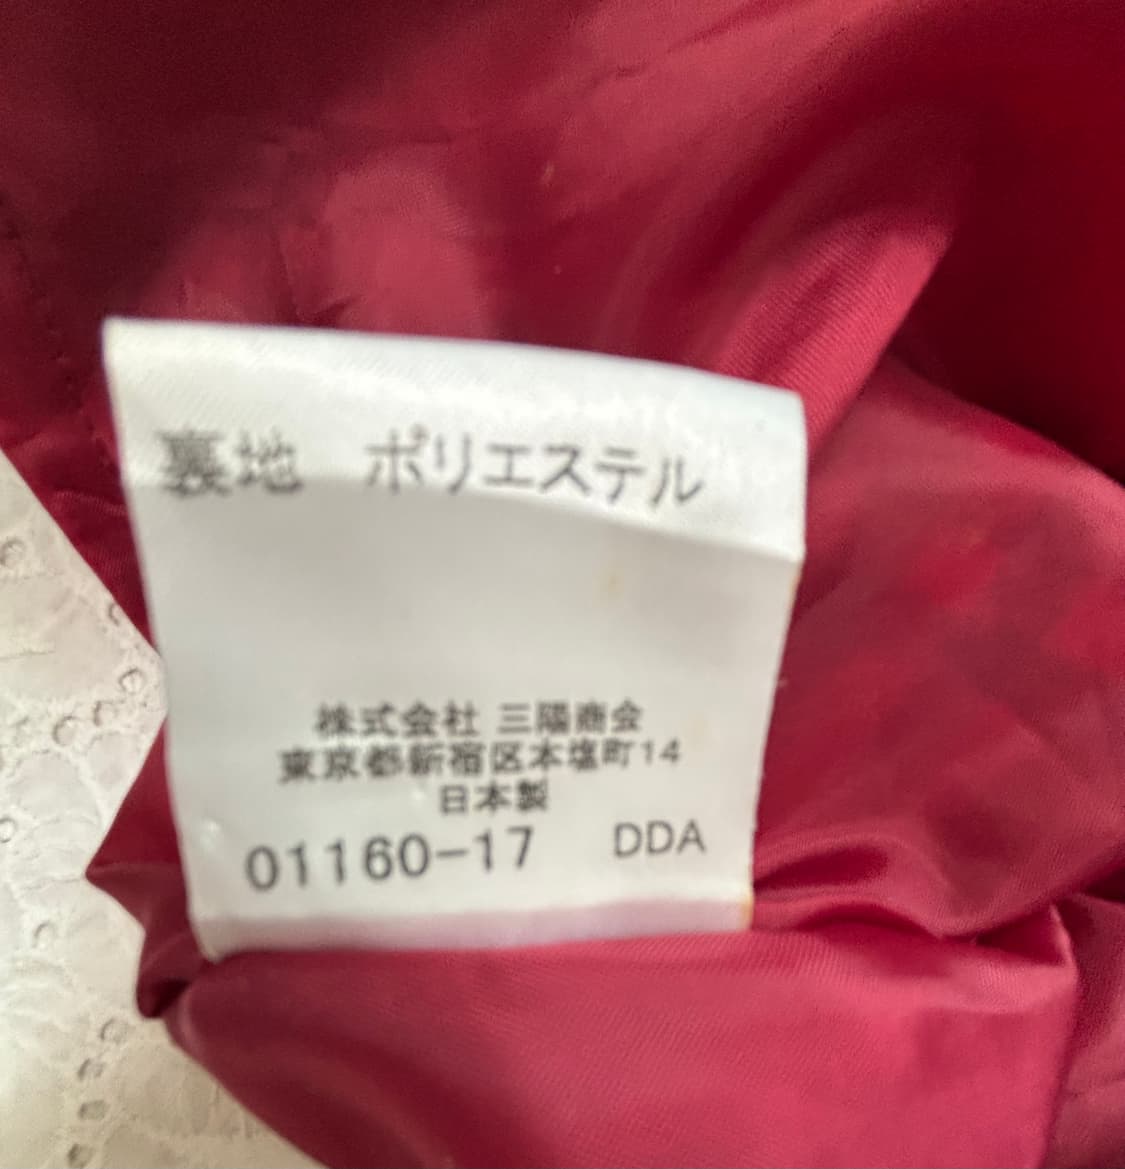 裏地　ポリエステル
株式会社 三陽商会
東京都新宿区本塩町14
日本製
01160-17　DDA